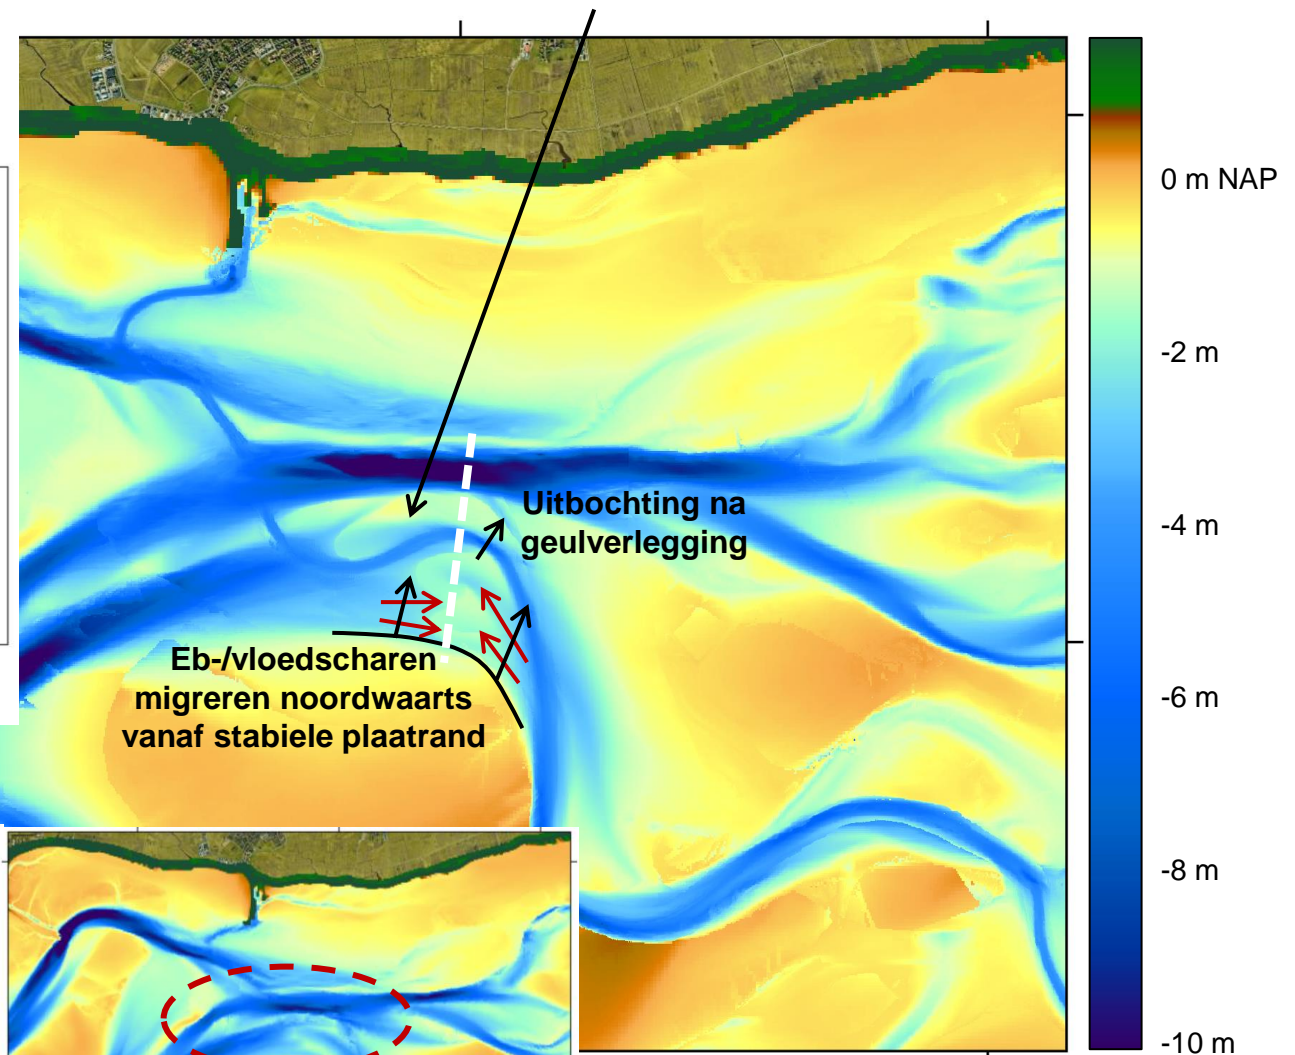 0 m NAP
-2 m
-4 m
-6 m
-8 m
-10 m
Uitbochting na
geulverlegging
Eb-/vloedscharen
migreren noordwaarts
vanaf stabiele plaatrand